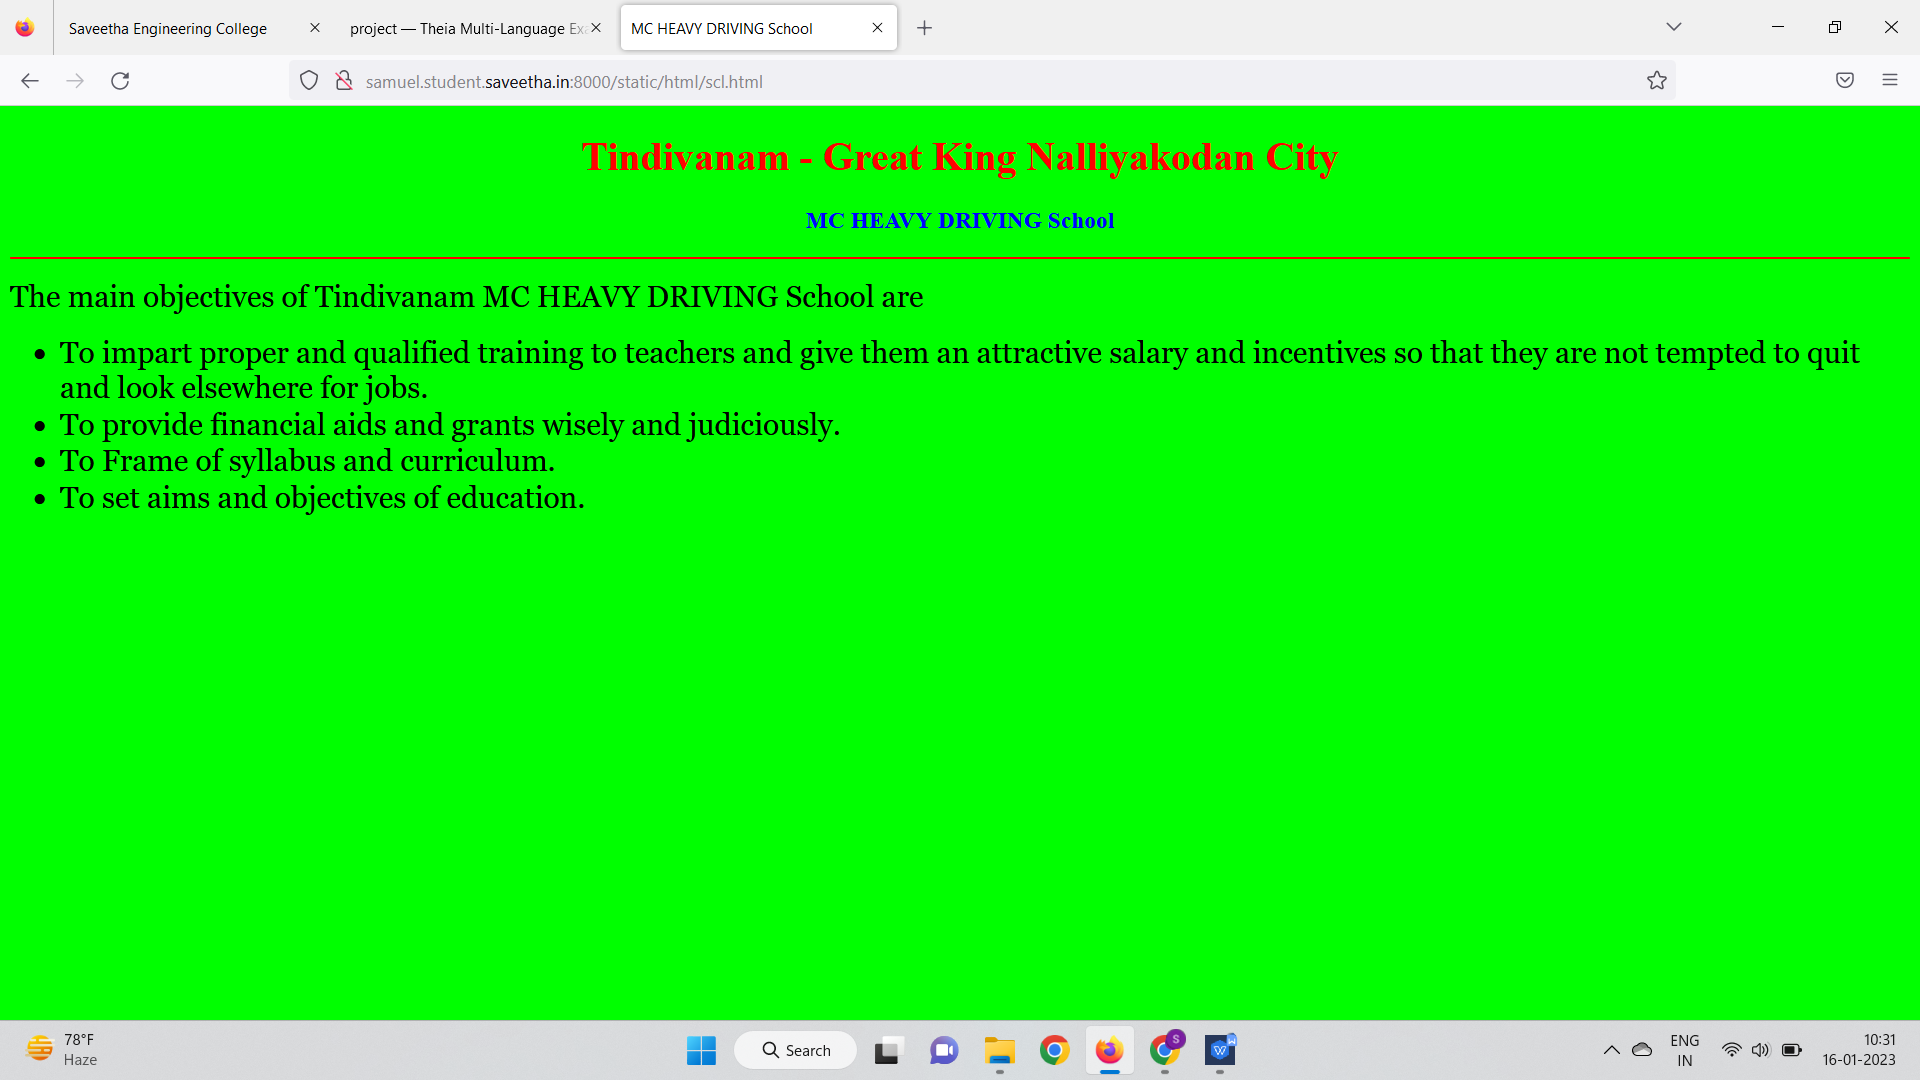 Saveetha Engineering College
project — Theia Multi-Language Exa
MC HEAVY DRIVING School
samuel.student.saveetha.in:8000/static/html/scl.html
Tindivanam - Great King Nalliyakodan City
MC HEAVY DRIVING School
The main objectives of Tindivanam MC HEAVY DRIVING School are
• To impart proper and qualified training to teachers and give them an attractive salary and incentives so that they are not tempted to quit
and look elsewhere for jobs.
• To provide financial aids and grants wisely and judiciously.
• To Frame of syllabus and curriculum.
• To set aims and objectives of education.
78°F
Haze
Search
S
W
ENG
IN
10:31
16-01-2023